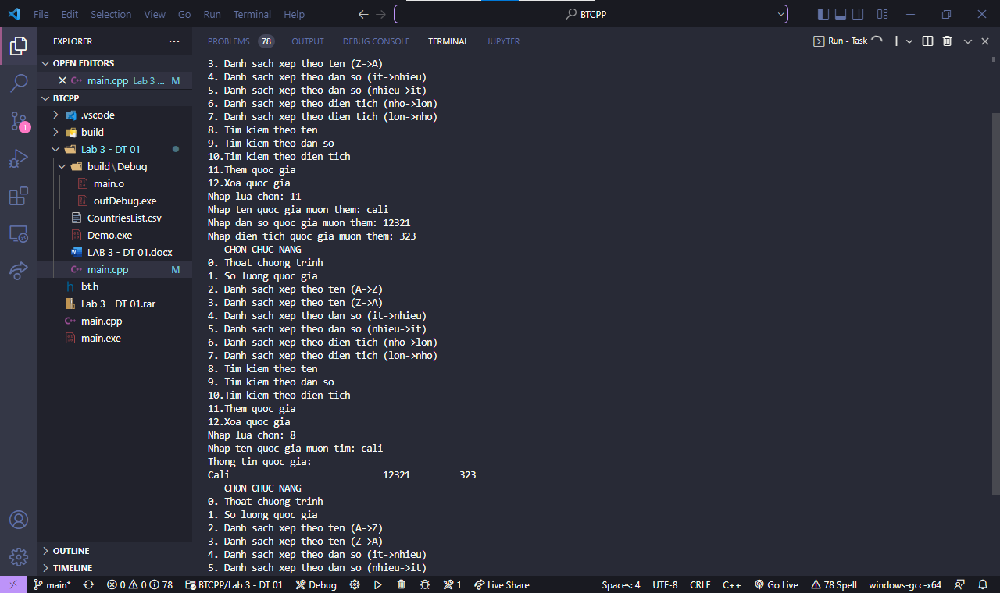 File Edit Selection View Go Run Terminal Help
BTCPP
EXPLORER
OPEN EDITORS
main.cpp Lab 3 ... M
BTCPP
.vscode
build
Lab 3 - DT 01
build\Debug
main.o
outDebug.exe
CountriesList.csv
Demo.exe
LAB 3 - DT 01.docx
main.cpp M
bt.h
Lab 3 - DT 01.rar
main.cpp
main.exe
OUTLINE
TIMELINE
1
PROBLEMS 78 OUTPUT DEBUG CONSOLE TERMINAL JUPYTER
Run - Task
3. Danh sach xep theo ten (Z->A)
4. Danh sach xep theo dan so (it->nhieu)
5. Danh sach xep theo dan so (nhieu->it)
6. Danh sach xep theo dien tich (nho->lon)
7. Danh sach xep theo dien tich (lon->nho)
8. Tim kiem theo ten
9. Tim kiem theo dan so
10.Tim kiem theo dien tich
11.Them quoc gia
12.Xoa quoc gia
Nhap lua chon: 11
Nhap ten quoc gia muon them: cali
Nhap dan so quoc gia muon them: 12321
Nhap dien tich quoc gia muon them: 323
CHON CHUC NANG
0. Thoat chuong trinh
1. So luong quoc gia
2. Danh sach xep theo ten (A->Z)
3. Danh sach xep theo ten (Z->A)
4. Danh sach xep theo dan so (it->nhieu)
5. Danh sach xep theo dan so (nhieu->it)
6. Danh sach xep theo dien tich (nho->lon)
7. Danh sach xep theo dien tich (lon->nho)
8. Tim kiem theo ten
9. Tim kiem theo dan so
10.Tim kiem theo dien tich
11.Them quoc gia
12.Xoa quoc gia
Nhap lua chon: 8
Nhap ten quoc gia muon tim: cali
Thong tin quoc gia:
Cali 12321 323
CHON CHUC NANG
0. Thoat chuong trinh
1. So luong quoc gia
2. Danh sach xep theo ten (A->Z)
3. Danh sach xep theo ten (Z->A)
4. Danh sach xep theo dan so (it->nhieu)
5. Danh sach xep theo dan so (nhieu->it)
main* 0 0 78 BTCPP/Lab 3 - DT 01 Debug 1 Live Share Spaces: 4 UTF-8 CRLF C++ Go Live 78 Spell windows-gcc-x64